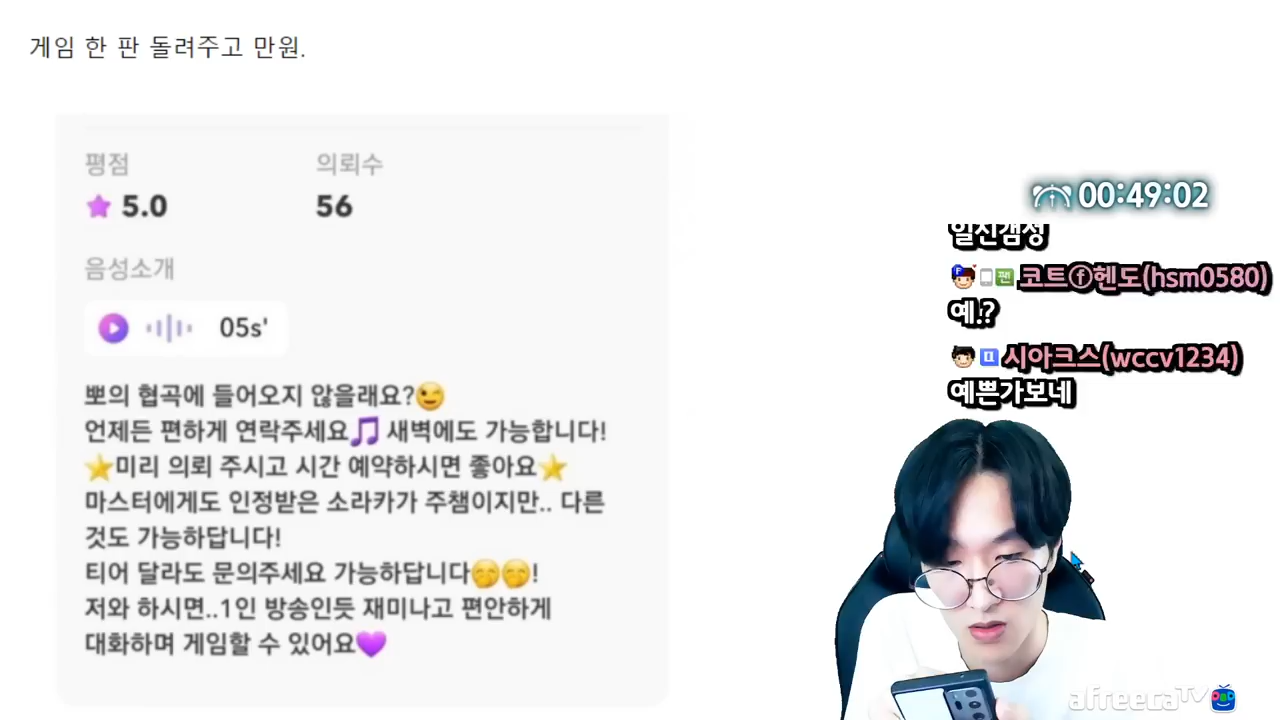 게임 한 판 돌려주고 만원.
평점
의뢰수
5.0
56
음성소개
05s'
뽀의 협곡에 들어오지 않을래요?😉
언제든 편하게 연락주세요🎵 새벽에도 가능합니다!
⭐미리 의뢰 주시고 시간 예약하시면 좋아요⭐
마스터에게도 인정받은 소라카가 주챔이지만.. 다른
것도 가능하답니다!
티어 달라도 문의주세요 가능하답니다🤭🤭!
저와 하시면..1인 방송인듯 재미나고 편안하게
대화하며 게임할 수 있어요💜
00:49:02
일진갬성
팬 코트ⓕ헨도(hsm0580)
예.?
시아크스(wccv1234)
예쁜가보네
afreecaTV